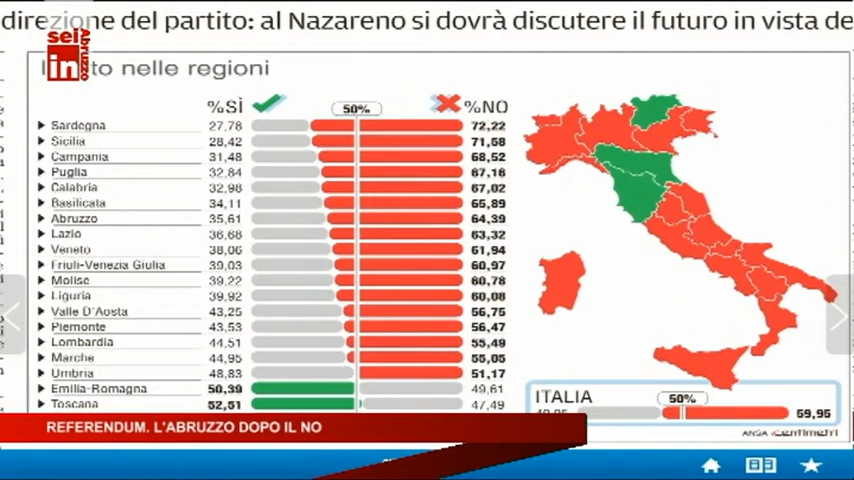 direzione del partito: al Nazareno si dovrà discutere il futuro in vista de
sei
in
Abruzzo
to nelle regioni
%SÌ 50% %NO
Sardegna 27,78 72,22
Sicilia 28,42 71,58
Campania 31,48 68,52
Puglia 32,84 67,16
Calabria 32,98 67,02
Basilicata 34,11 65,89
Abruzzo 35,61 64,39
Lazio 36,68 63,32
Veneto 38,06 61,94
Friuli-Venezia Giulia 39,03 60,97
Molise 39,22 60,78
Liguria 39,92 60,08
Valle D'Aosta 43,25 56,75
Piemonte 43,53 56,47
Lombardia 44,51 55,49
Marche 44,95 55,05
Umbria 48,83 51,17
Emilia-Romagna 50,39 49,61
Toscana 52,51 47,49
ITALIA 50%
59,95
ANSA centimetri
REFERENDUM. L'ABRUZZO DOPO IL NO